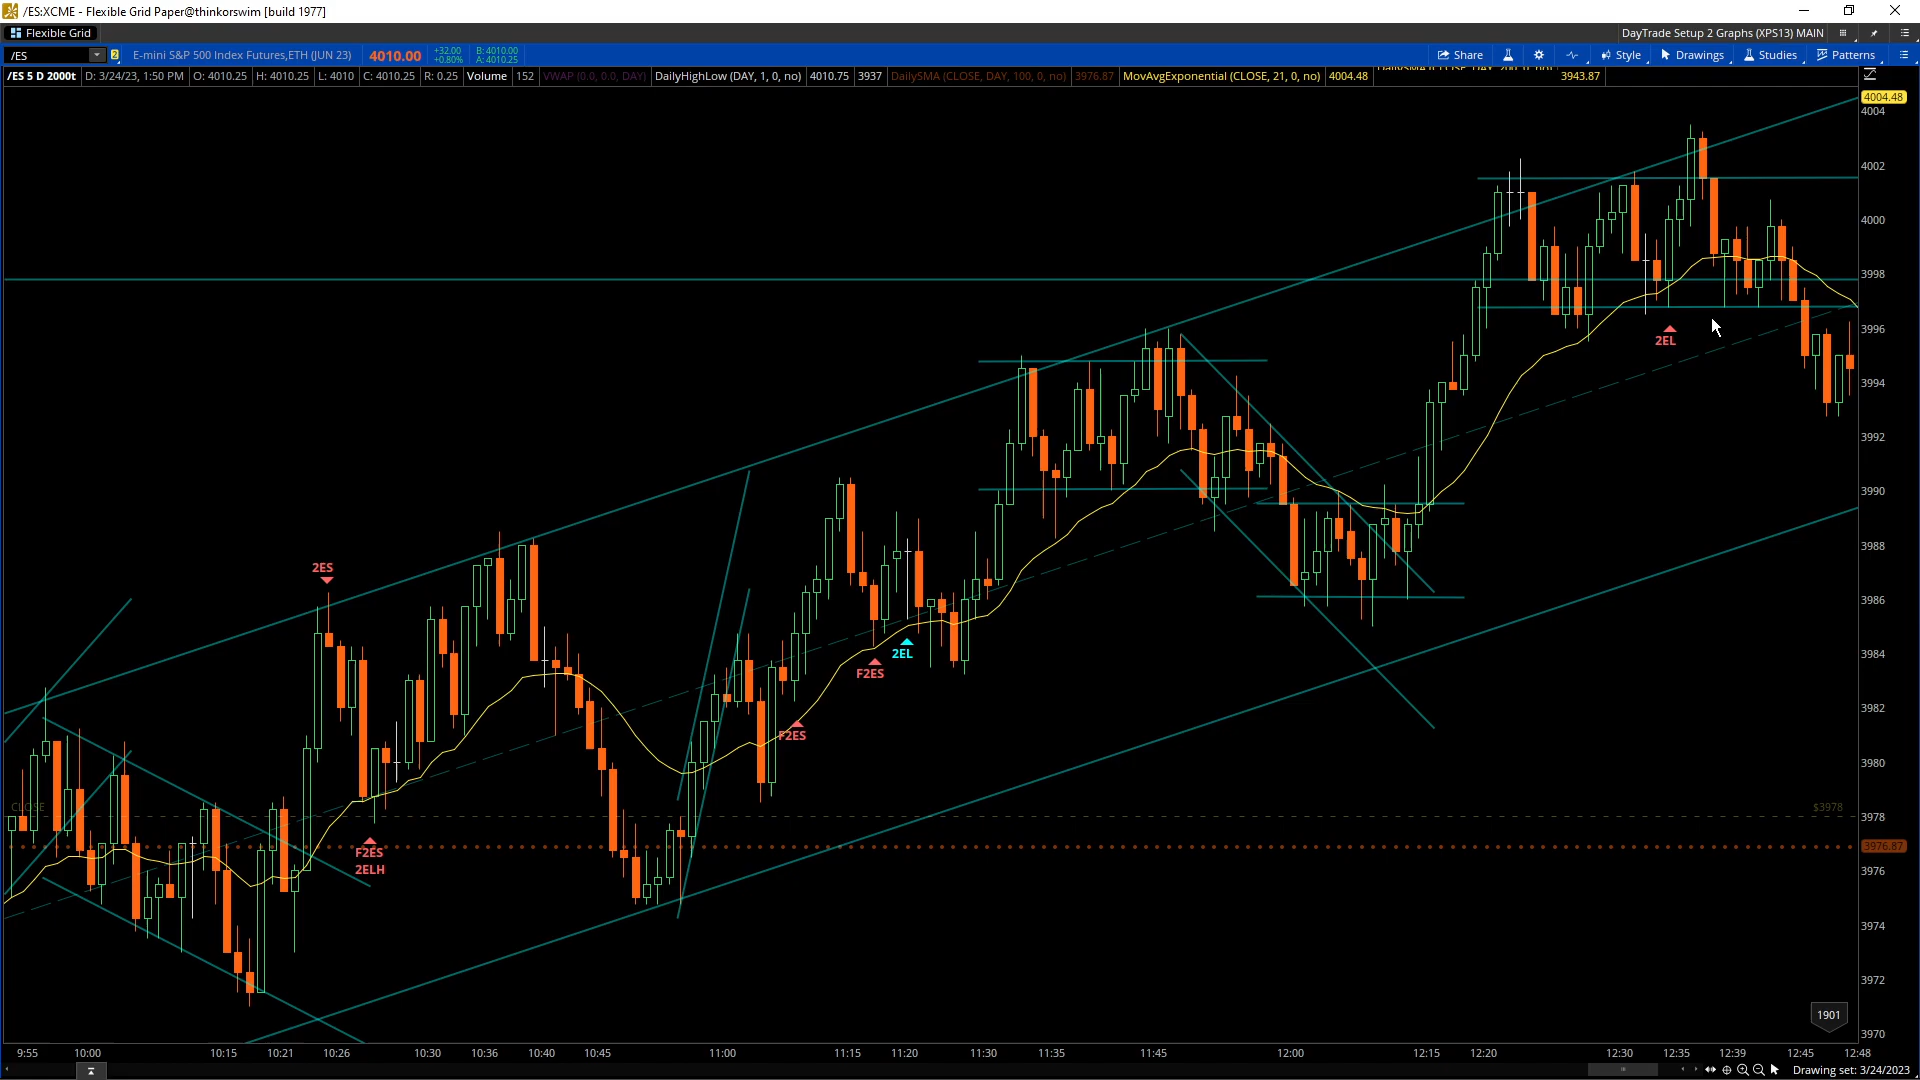 /ES:XCME - Flexible Grid Paper@thinkorswim [build 1977]
Flexible Grid
DayTrade Setup 2 Graphs (XPS13) MAIN
/ES 2 E-mini S&P 500 Index Futures,ETH (JUN 23) 4010.00 +32.00 B: 4010.00
+0.80% A: 4010.25
Share Style Drawings Studies Patterns
/ES 5 D 2000t D: 3/24/23, 1:50 PM O: 4010.25 H: 4010.25 L: 4010 C: 4010.25 R: 0.25 Volume 152 VWAP (0.0, 0.0, DAY) DailyHighLow (DAY, 1, 0, no) 4010.75 3937 DailySMA (CLOSE, DAY, 100, 0, no) 3976.87 MovAvgExponential (CLOSE, 21, 0, no) 4004.48 3943.87
4004.48
4004
4002
4000
3998
3996
2EL
3994
3992
3990
3988
2ES
3986
3984
2EL
F2ES
3982
F2ES
3980
CLOSE
$3978
3978
3976.87
F2ES
2ELH
3976
3974
3972
1901
3970
9:55 10:00 10:15 10:21 10:26 10:30 10:36 10:40 10:45 11:00 11:15 11:20 11:30 11:35 11:45 12:00 12:15 12:20 12:30 12:35 12:39 12:45 12:48
Drawing set: 3/24/2023